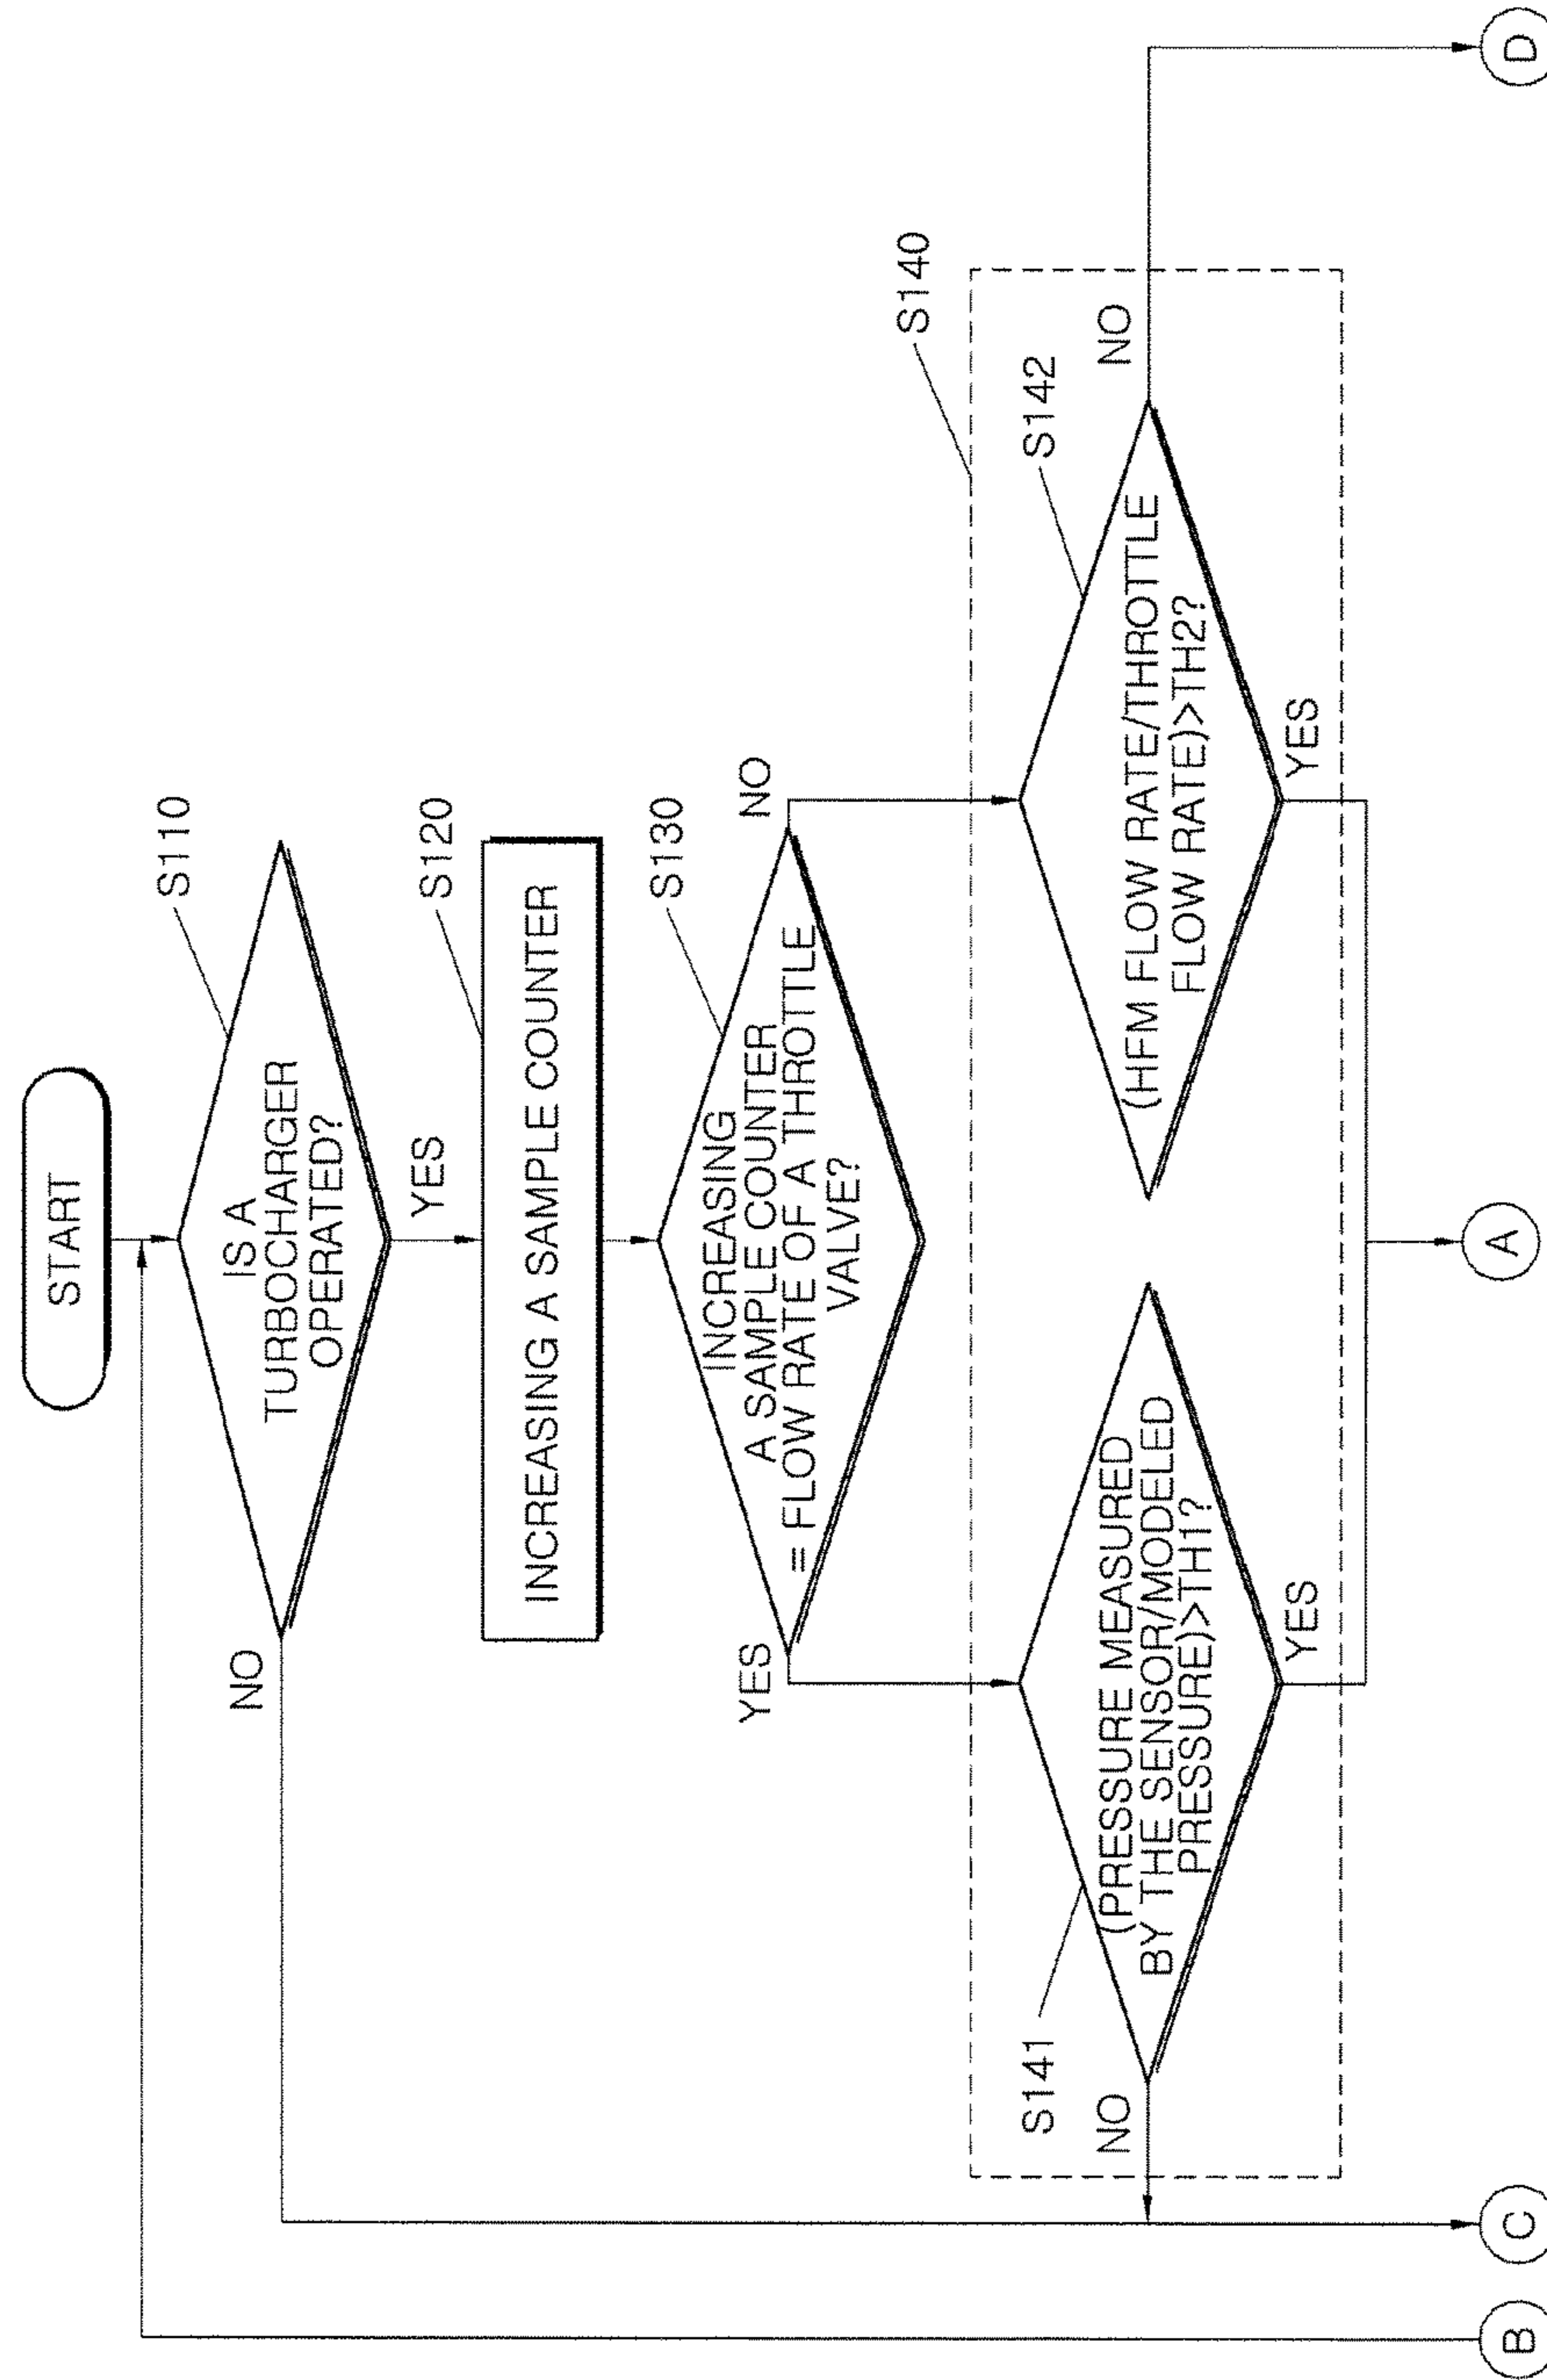 START
S110
IS A
TURBOCHARGER
OPERATED?
NO
YES
S120
INCREASING A SAMPLE COUNTER
S130
INCREASING
A SAMPLE COUNTER
= FLOW RATE OF A THROTTLE
VALVE?
YES
NO
S140
S141
(PRESSURE MEASURED
BY THE SENSOR/MODELED
PRESSURE)>TH1?
NO
YES
S142
(HFM FLOW RATE/THROTTLE
FLOW RATE)>TH2?
NO
YES
B
C
A
D